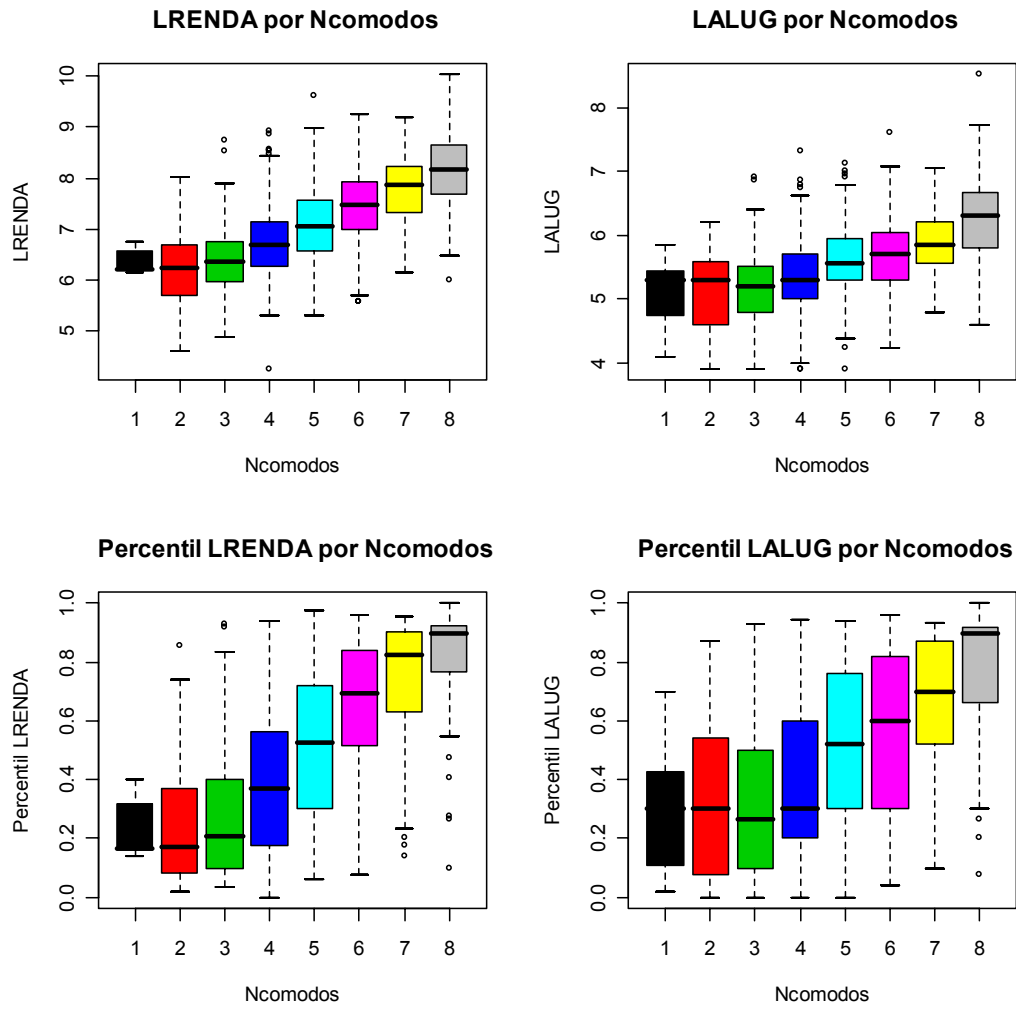 LRENDA por Ncomodos
LRENDA
10
9
8
7
6
5
1 2 3 4 5 6 7 8
Ncomodos
LALUG por Ncomodos
LALUG
8
7
6
5
4
1 2 3 4 5 6 7 8
Ncomodos
Percentil LRENDA por Ncomodos
Percentil LRENDA
1.0
0.8
0.6
0.4
0.2
0.0
1 2 3 4 5 6 7 8
Ncomodos
Percentil LALUG por Ncomodos
Percentil LALUG
1.0
0.8
0.6
0.4
0.2
0.0
1 2 3 4 5 6 7 8
Ncomodos